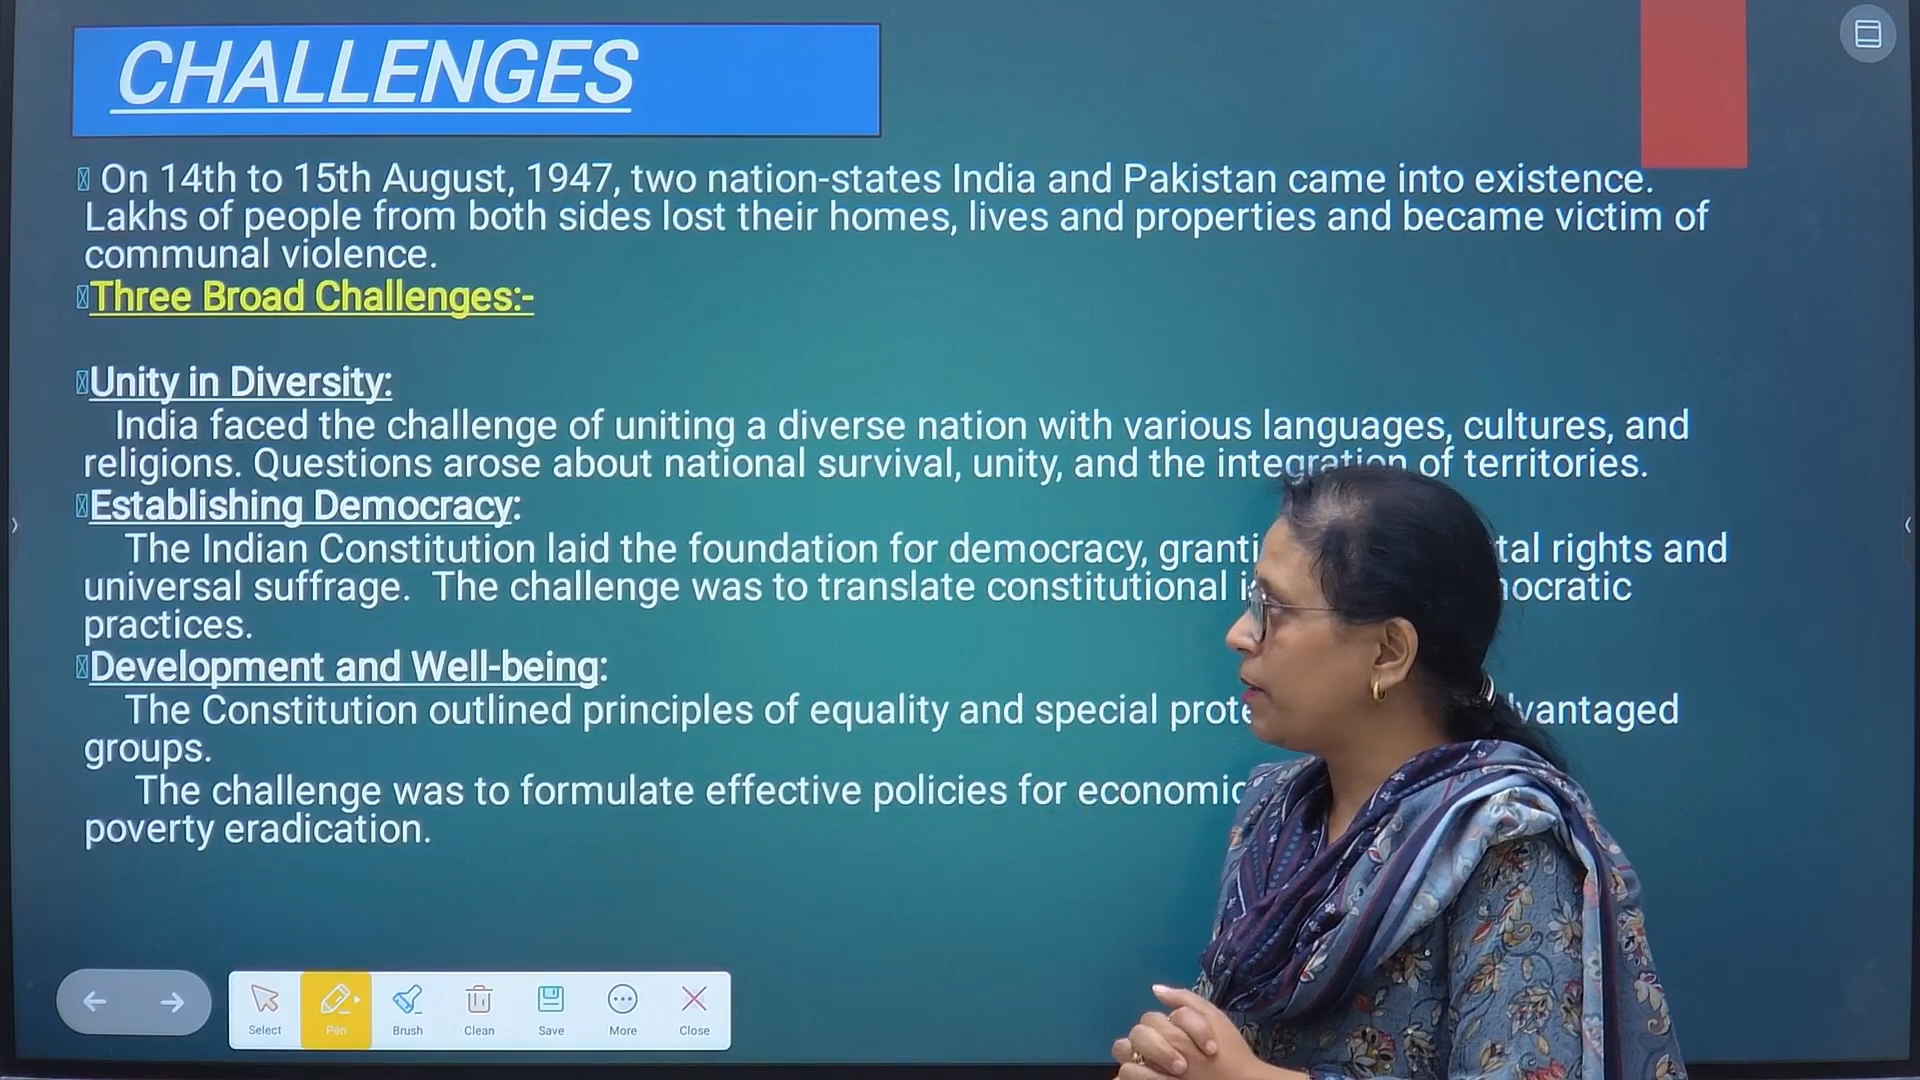 CHALLENGES
On 14th to 15th August, 1947, two nation-states India and Pakistan came into existence.
Lakhs of people from both sides lost their homes, lives and properties and became victim of
communal violence.
Three Broad Challenges:-
Unity in Diversity:
India faced the challenge of uniting a diverse nation with various languages, cultures, and
religions. Questions arose about national survival, unity, and the integration of territories.
Establishing Democracy:
The Indian Constitution laid the foundation for democracy, rights and
universal suffrage. The challenge was to translate constitutional
practices.
Development and Well-being:
The Constitution outlined principles of equality and special
groups.
The challenge was to formulate effective policies for economic
poverty eradication.
Select Pen Brush Clean Save More Close